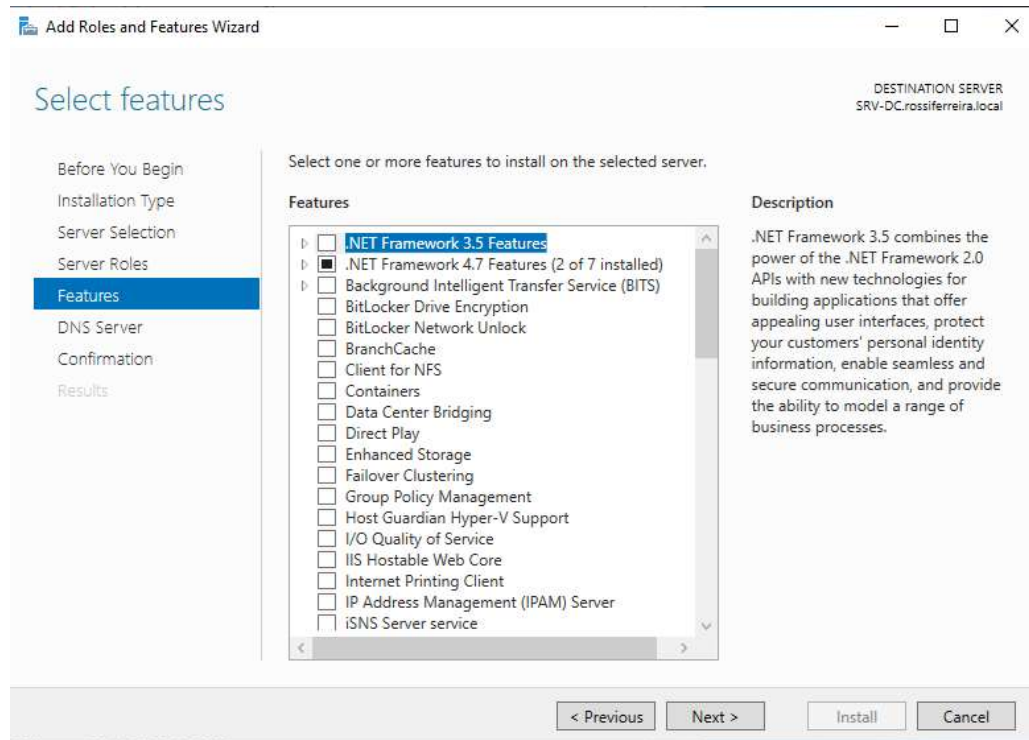 Add Roles and Features Wizard
Select features
DESTINATION SERVER
SRV-DC.rossiferreira.local
Before You Begin
Installation Type
Server Selection
Server Roles
Features
DNS Server
Confirmation
Results
Select one or more features to install on the selected server.
Features
.NET Framework 3.5 Features
.NET Framework 4.7 Features (2 of 7 installed)
Background Intelligent Transfer Service (BITS)
BitLocker Drive Encryption
BitLocker Network Unlock
BranchCache
Client for NFS
Containers
Data Center Bridging
Direct Play
Enhanced Storage
Failover Clustering
Group Policy Management
Host Guardian Hyper-V Support
I/O Quality of Service
IIS Hostable Web Core
Internet Printing Client
IP Address Management (IPAM) Server
iSNS Server service
Description
.NET Framework 3.5 combines the
power of the .NET Framework 2.0
APIs with new technologies for
building applications that offer
appealing user interfaces, protect
your customers' personal identity
information, enable seamless and
secure communication, and provide
the ability to model a range of
business processes.
< Previous
Next >
Install
Cancel